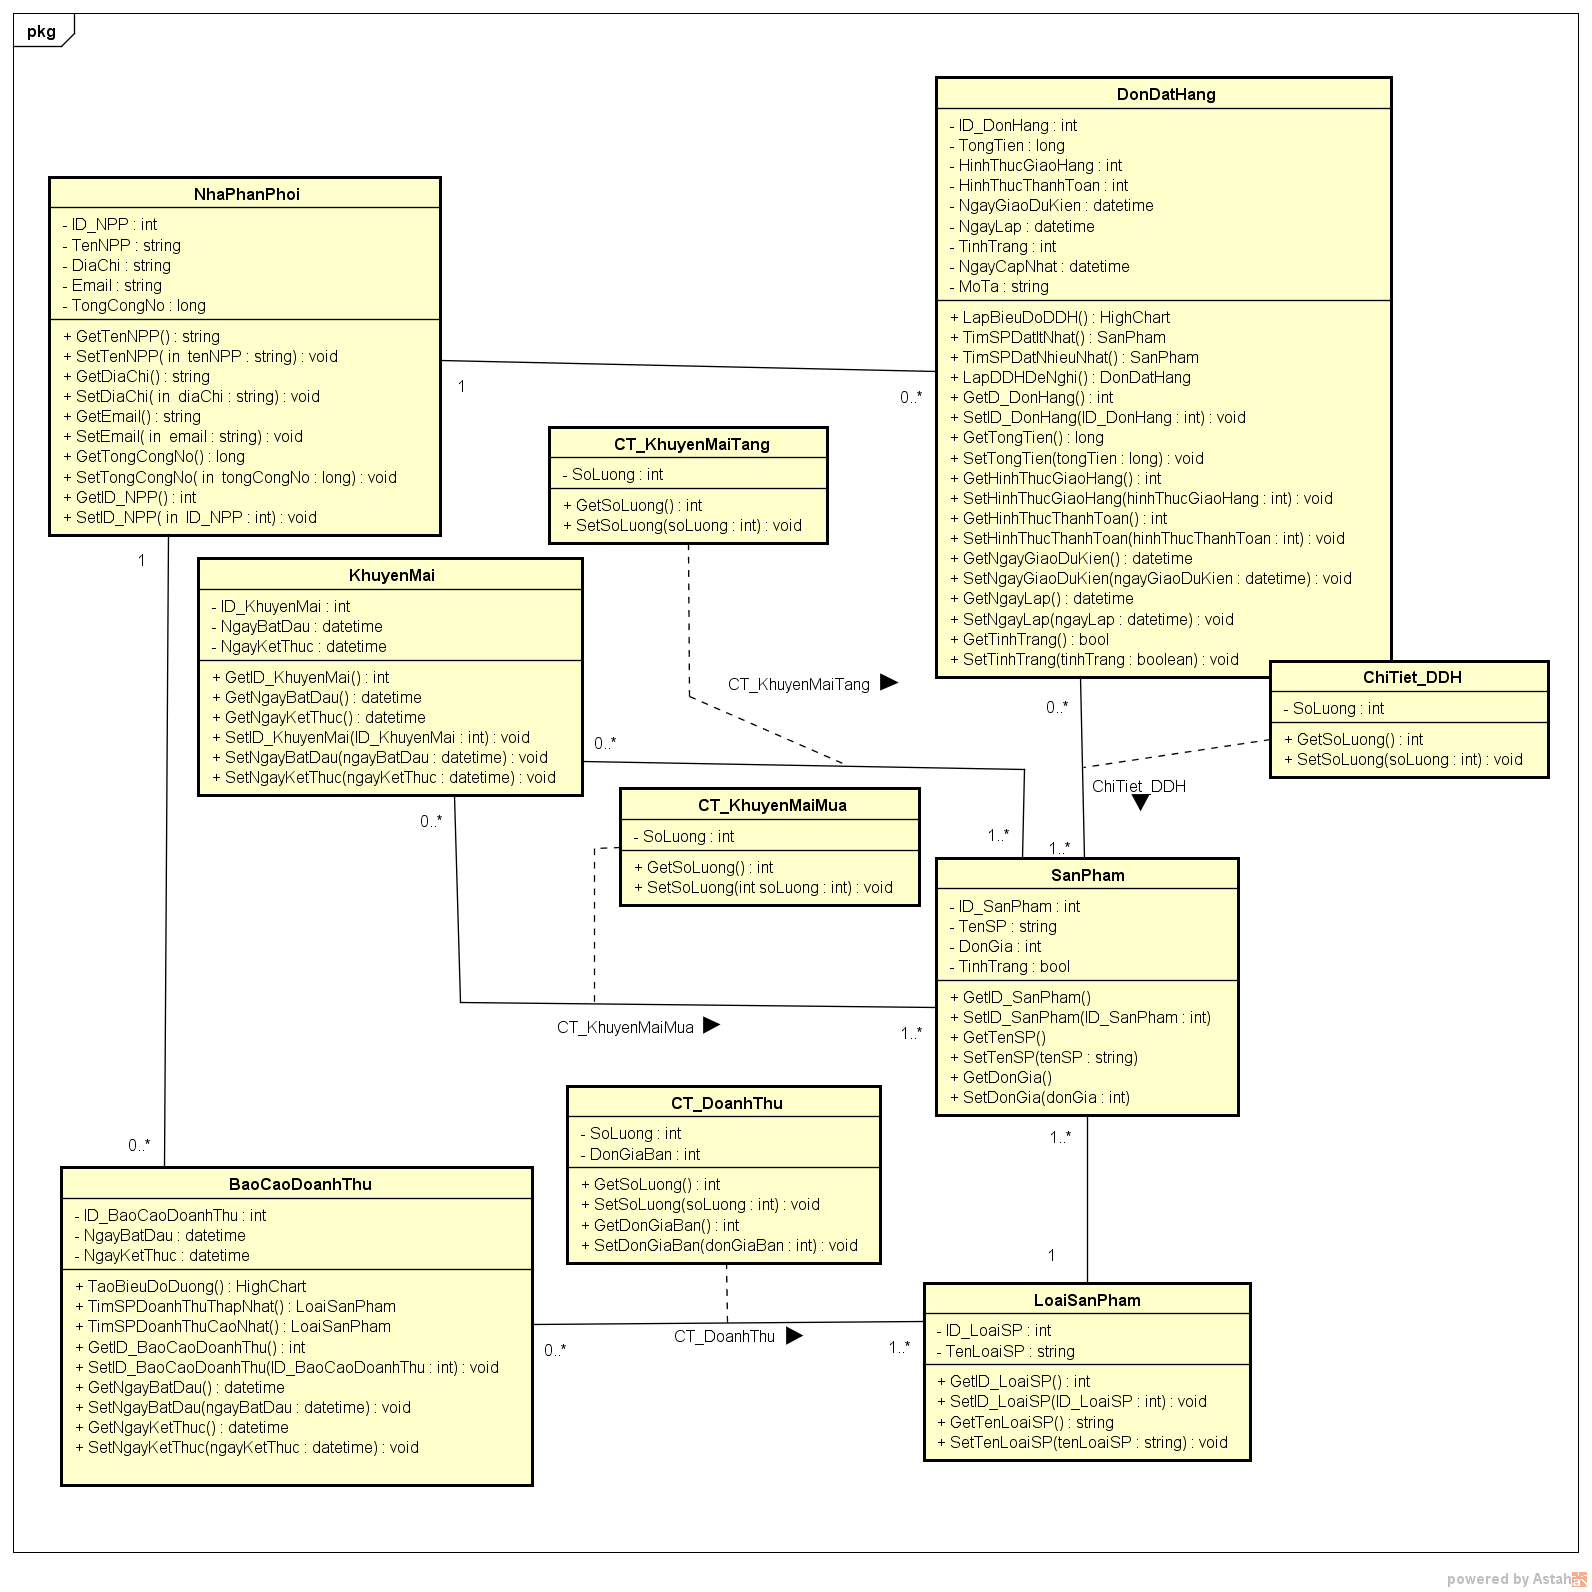 pkg
DonDatHang
- ID_DonHang : int
- TongTien : long
- HinhThucGiaoHang : int
- HinhThucThanhToan : int
- NgayGiaoDuKien : datetime
- NgayLap : datetime
- TinhTrang : int
- NgayCapNhat : datetime
- MoTa : string
+ LapBieuDoDDH() : HighChart
+ TimSPDatItNhat() : SanPham
+ TimSPDatNhieuNhat() : SanPham
+ LapDDHDeNghi() : DonDatHang
+ GetD_DonHang() : int
+ SetID_DonHang(ID_DonHang : int) : void
+ GetTongTien() : long
+ SetTongTien(tongTien : long) : void
+ GetHinhThucGiaoHang() : int
+ SetHinhThucGiaoHang(hinhThucGiaoHang : int) : void
+ GetHinhThucThanhToan() : int
+ SetHinhThucThanhToan(hinhThucThanhToan : int) : void
+ GetNgayGiaoDuKien() : datetime
+ SetNgayGiaoDuKien(ngayGiaoDuKien : datetime) : void
+ GetNgayLap() : datetime
+ SetNgayLap(ngayLap : datetime) : void
+ GetTinhTrang() : bool
+ SetTinhTrang(tinhTrang : boolean) : void
NhaPhanPhoi
- ID_NPP : int
- TenNPP : string
- DiaChi : string
- Email : string
- TongCongNo : long
+ GetTenNPP() : string
+ SetTenNPP( in tenNPP : string) : void
+ GetDiaChi() : string
+ SetDiaChi( in diaChi : string) : void
+ GetEmail() : string
+ SetEmail( in email : string) : void
+ GetTongCongNo() : long
+ SetTongCongNo( in tongCongNo : long) : void
+ GetID_NPP() : int
+ SetID_NPP( in ID_NPP : int) : void
1
0..*
CT_KhuyenMaiTang
- SoLuong : int
+ GetSoLuong() : int
+ SetSoLuong(soLuong : int) : void
1
KhuyenMai
- ID_KhuyenMai : int
- NgayBatDau : datetime
- NgayKetThuc : datetime
+ GetID_KhuyenMai() : int
+ GetNgayBatDau() : datetime
+ GetNgayKetThuc() : datetime
+ SetID_KhuyenMai(ID_KhuyenMai : int) : void
+ SetNgayBatDau(ngayBatDau : datetime) : void
+ SetNgayKetThuc(ngayKetThuc : datetime) : void
CT_KhuyenMaiTang
0..*
0..*
ChiTiet_DDH
- SoLuong : int
+ GetSoLuong() : int
+ SetSoLuong(soLuong : int) : void
ChiTiet_DDH
0..*
CT_KhuyenMaiMua
- SoLuong : int
+ GetSoLuong() : int
+ SetSoLuong(int soLuong : int) : void
1..*
1..*
SanPham
- ID_SanPham : int
- TenSP : string
- DonGia : int
- TinhTrang : bool
+ GetID_SanPham()
+ SetID_SanPham(ID_SanPham : int)
+ GetTenSP()
+ SetTenSP(tenSP : string)
+ GetDonGia()
+ SetDonGia(donGia : int)
CT_KhuyenMaiMua
1..*
CT_DoanhThu
- SoLuong : int
- DonGiaBan : int
+ GetSoLuong() : int
+ SetSoLuong(soLuong : int) : void
+ GetDonGiaBan() : int
+ SetDonGiaBan(donGiaBan : int) : void
1..*
0..*
BaoCaoDoanhThu
- ID_BaoCaoDoanhThu : int
- NgayBatDau : datetime
- NgayKetThuc : datetime
+ TaoBieuDoDuong() : HighChart
+ TimSPDoanhThuThapNhat() : LoaiSanPham
+ TimSPDoanhThuCaoNhat() : LoaiSanPham
+ GetID_BaoCaoDoanhThu() : int
+ SetID_BaoCaoDoanhThu(ID_BaoCaoDoanhThu : int) : void
+ GetNgayBatDau() : datetime
+ SetNgayBatDau(ngayBatDau : datetime) : void
+ GetNgayKetThuc() : datetime
+ SetNgayKetThuc(ngayKetThuc : datetime) : void
1
CT_DoanhThu
0..*
1..*
LoaiSanPham
- ID_LoaiSP : int
- TenLoaiSP : string
+ GetID_LoaiSP() : int
+ SetID_LoaiSP(ID_LoaiSP : int) : void
+ GetTenLoaiSP() : string
+ SetTenLoaiSP(tenLoaiSP : string) : void
powered by Astah